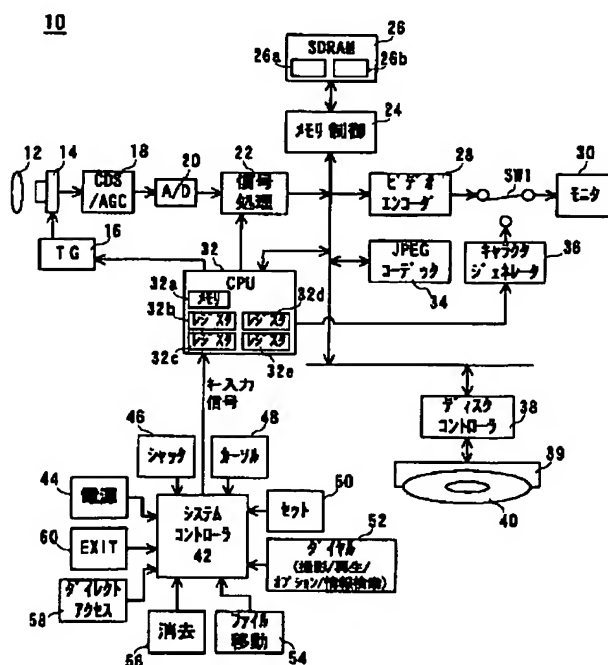 10
26
SDRAM
26a
26b
24
メモリ制御
12
14
18
CDS
/AGC
20
A/D
22
信号
処理
28
ビデオ
エンコーダ
SW1
30
モニタ
16
TG
32
CPU
32a
メモリ
32b
レジスタ
32d
レジスタ
レジスタ
32c
レジスタ
32e
JPEG
コーデック
34
キャラクタ
ジェネレータ
36
キー入力
信号
ディスク
コントローラ
38
39
40
46
シャッタ
48
カーソル
44
電源
システム
コントローラ
42
50
セット
60
EXIT
52
ダイヤル
(撮影/再生/
オプション/情報検索)
ダイレクト
アクセス
58
消去
56
ファイル
移動
54